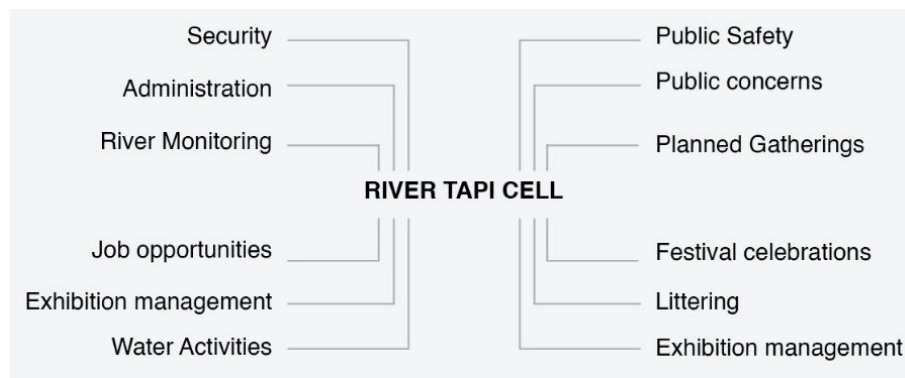 Security
Administration
River Monitoring
Public Safety
Public concerns
Planned Gatherings
RIVER TAPI CELL
Job opportunities
Exhibition management
Water Activities
Festival celebrations
Littering
Exhibition management